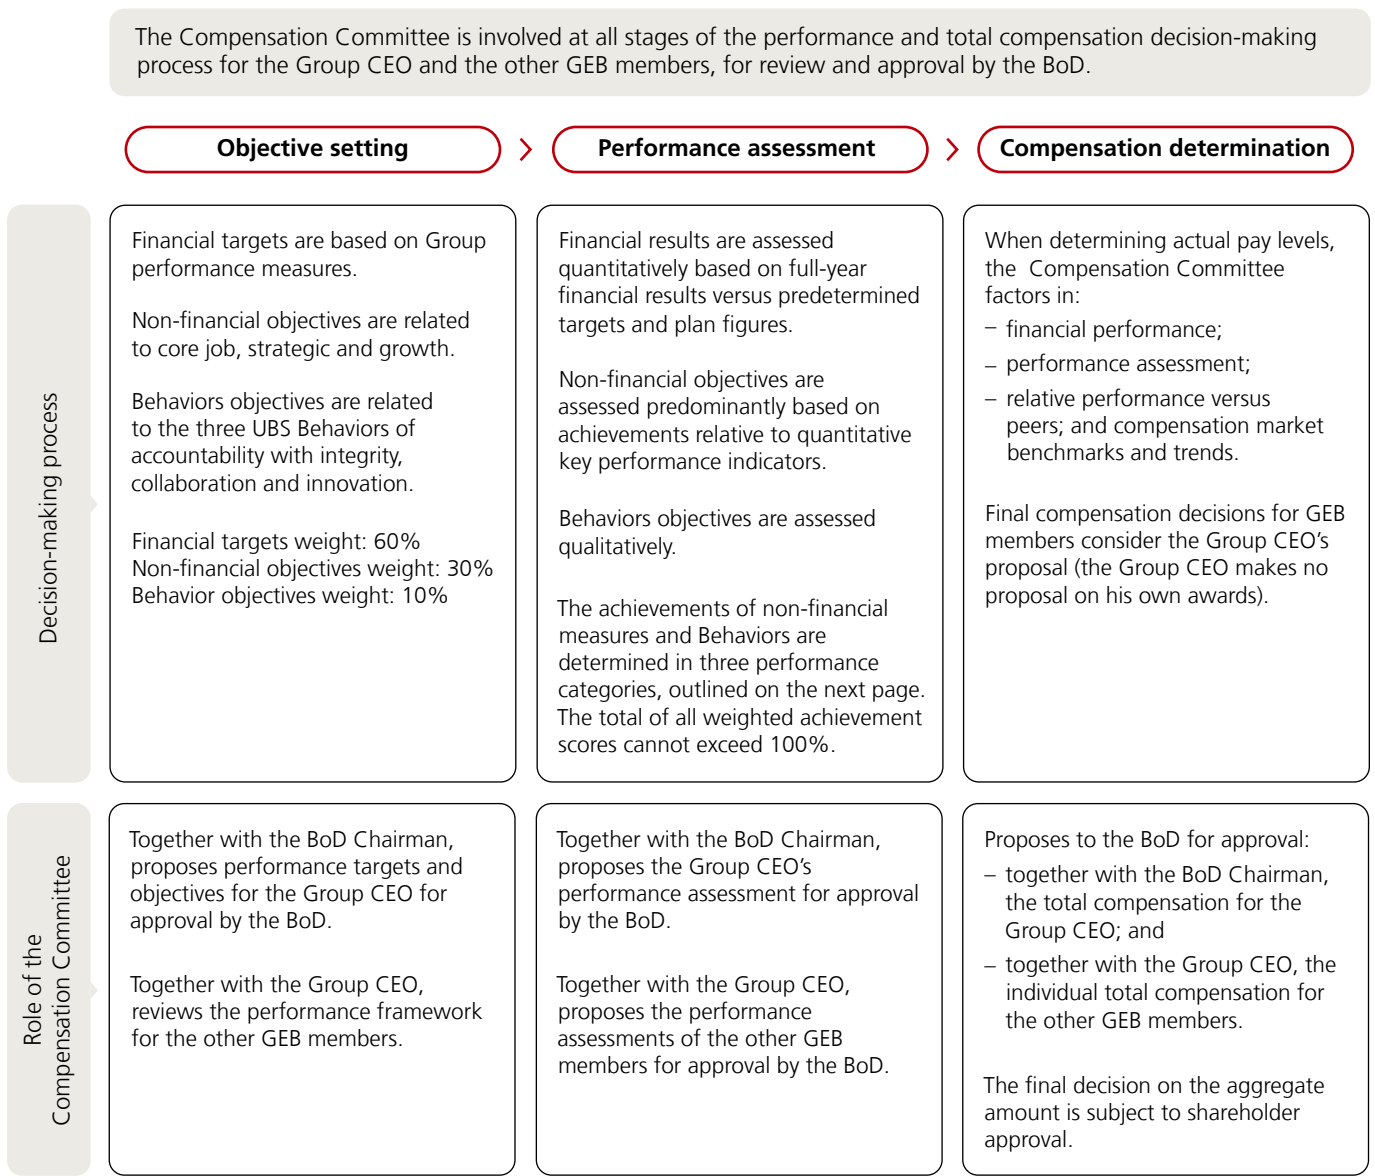 The Compensation Committee is involved at all stages of the performance and total compensation decision-making
process for the Group CEO and the other GEB members, for review and approval by the BoD.
Objective setting
Performance assessment
Compensation determination
Decision-making process
Financial targets are based on Group
performance measures.
Non-financial objectives are related
to core job, strategic and growth.
Behaviors objectives are related
to the three UBS Behaviors of
accountability with integrity,
collaboration and innovation.
Financial targets weight: 60%
Non-financial objectives weight: 30%
Behavior objectives weight: 10%
Financial results are assessed
quantitatively based on full-year
financial results versus predetermined
targets and plan figures.
Non-financial objectives are
assessed predominantly based on
achievements relative to quantitative
key performance indicators.
Behaviors objectives are assessed
qualitatively.
The achievements of non-financial
measures and Behaviors are
determined in three performance
categories, outlined on the next page.
The total of all weighted achievement
scores cannot exceed 100%.
When determining actual pay levels,
the Compensation Committee
factors in:
– financial performance;
– performance assessment;
– relative performance versus
peers; and compensation market
benchmarks and trends.
Final compensation decisions for GEB
members consider the Group CEO’s
proposal (the Group CEO makes no
proposal on his own awards).
Role of the
Compensation Committee
Together with the BoD Chairman,
proposes performance targets and
objectives for the Group CEO for
approval by the BoD.
Together with the Group CEO,
reviews the performance framework
for the other GEB members.
Together with the BoD Chairman,
proposes the Group CEO’s
performance assessment for approval
by the BoD.
Together with the Group CEO,
proposes the performance
assessments of the other GEB
members for approval by the BoD.
Proposes to the BoD for approval:
– together with the BoD Chairman,
the total compensation for the
Group CEO; and
– together with the Group CEO, the
individual total compensation for
the other GEB members.
The final decision on the aggregate
amount is subject to shareholder
approval.